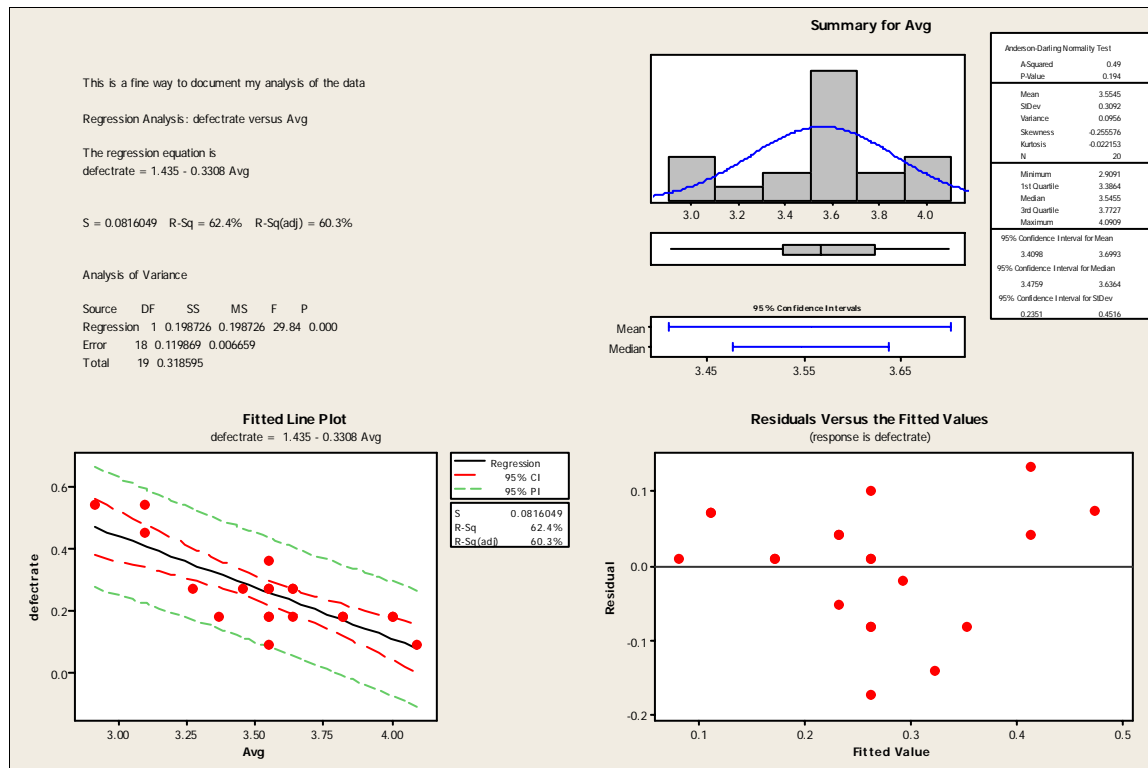 This is a fine way to document my analysis of the data
Regression Analysis: defectrate versus Avg
The regression equation is
defectrate = 1.435 - 0.3308 Avg
S = 0.0816049 R-Sq = 62.4% R-Sq(adj) = 60.3%
Analysis of Variance
Source DF SS MS F P
Regression 1 0.198726 0.198726 29.84 0.000
Error 18 0.119869 0.006659
Total 19 0.318595
Summary for Avg
3.0 3.2 3.4 3.6 3.8 4.0
95% Confidence Intervals
Mean
Median
3.45 3.55 3.65
Anderson-Darling Normality Test
A-Squared 0.49
P-Value 0.194
Mean 3.5545
StDev 0.3092
Variance 0.0956
Skewness -0.255576
Kurtosis -0.022153
N 20
Minimum 2.9091
1st Quartile 3.3864
Median 3.5455
3rd Quartile 3.7727
Maximum 4.0909
95% Confidence Interval for Mean
3.4098 3.6993
95% Confidence Interval for Median
3.4759 3.6364
95% Confidence Interval for StDev
0.2351 0.4516
Fitted Line Plot
defectrate = 1.435 - 0.3308 Avg
defectrate
0.6
0.4
0.2
0.0
3.00 3.25 3.50 3.75 4.00
Avg
Regression
95% CI
95% PI
S 0.0816049
R-Sq 62.4%
R-Sq(adj) 60.3%
Residuals Versus the Fitted Values
(response is defectrate)
Residual
0.1
0.0
-0.1
-0.2
0.1 0.2 0.3 0.4 0.5
Fitted Value